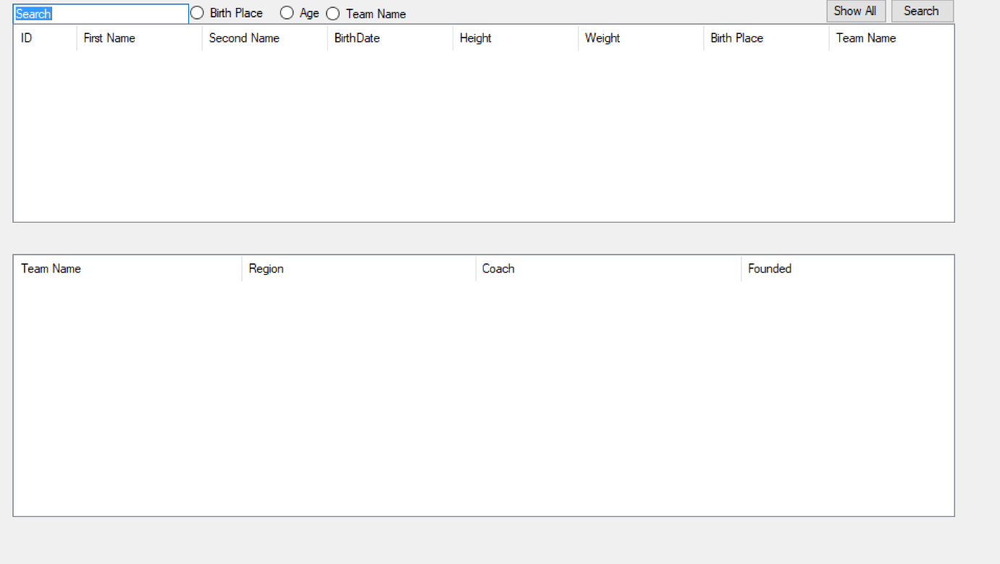 Search Birth Place Age Team Name Show All Search
ID First Name Second Name BirthDate Height Weight Birth Place Team Name
Team Name Region Coach Founded